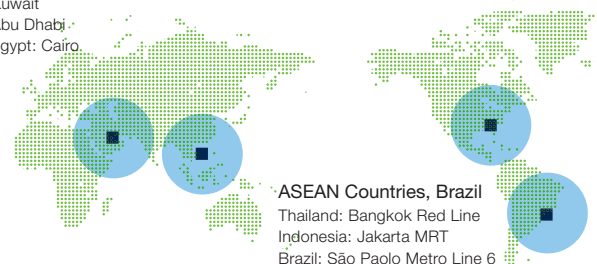 Abu Dhabi
Egypt: Cairo
ASEAN Countries, Brazil
Thailand: Bangkok Red Line
Indonesia: Jakarta MRT
Brazil: São Paolo Metro Line 6